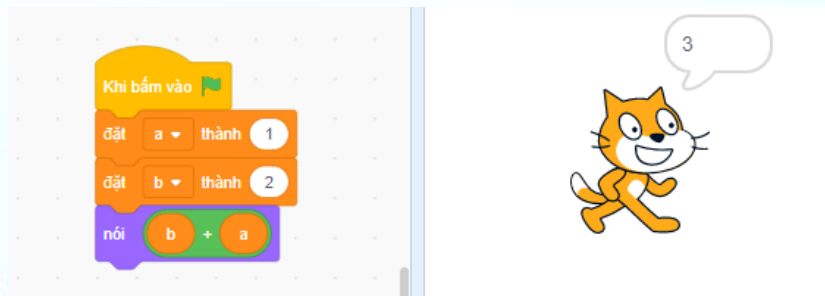 Khi bấm vào
đặt a thành 1
đặt b thành 2
nói b + a
3